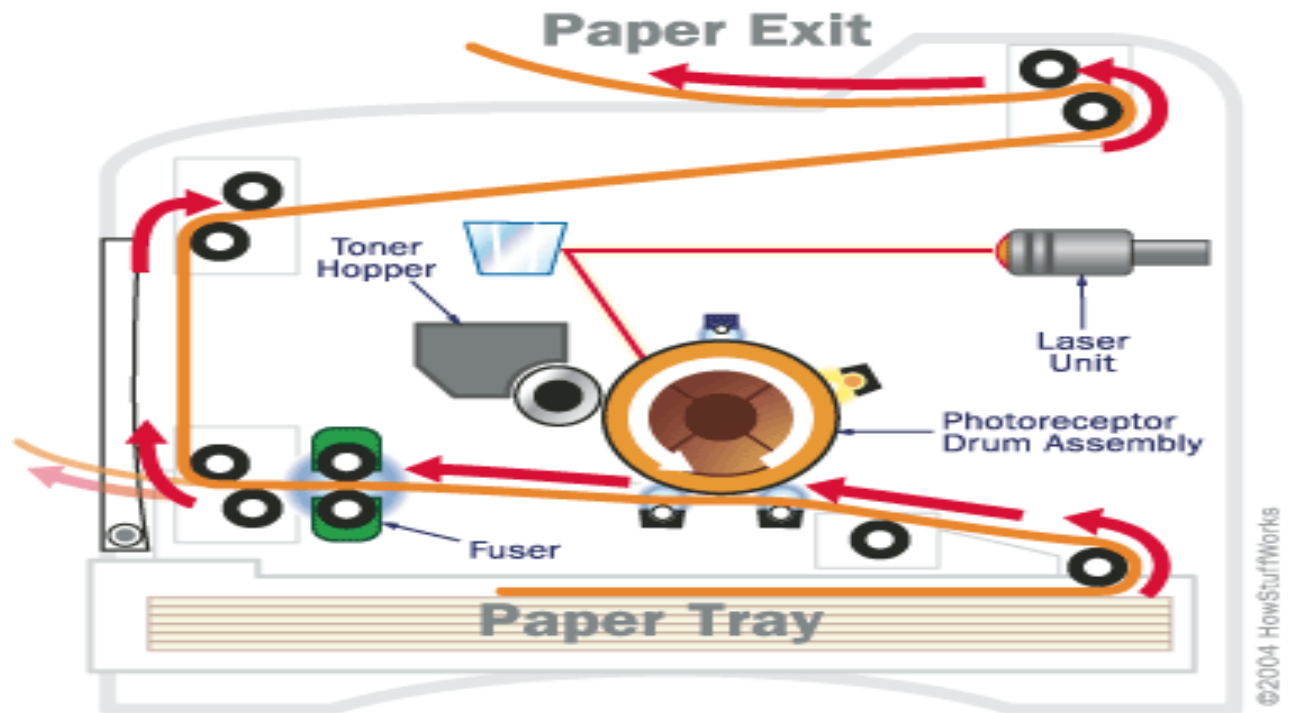 Paper Exit
Toner
Hopper
Laser
Unit
Photoreceptor
Drum Assembly
Fuser
Paper Tray
©2004 HowStuffWorks